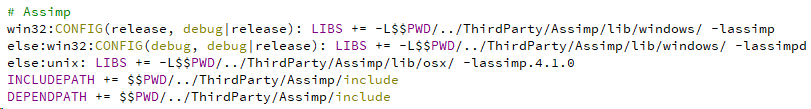 # Assimp
win32:CONFIG(release, debug|release): LIBS += -L$$PWD/../ThirdParty/Assimp/lib/windows/ -lassimp
else:win32:CONFIG(debug, debug|release): LIBS += -L$$PWD/../ThirdParty/Assimp/lib/windows/ -lassimpd
else:unix: LIBS += -L$$PWD/../ThirdParty/Assimp/lib/osx/ -lassimp.4.1.0
INCLUDEPATH += $$PWD/../ThirdParty/Assimp/include
DEPENDPATH += $$PWD/../ThirdParty/Assimp/include